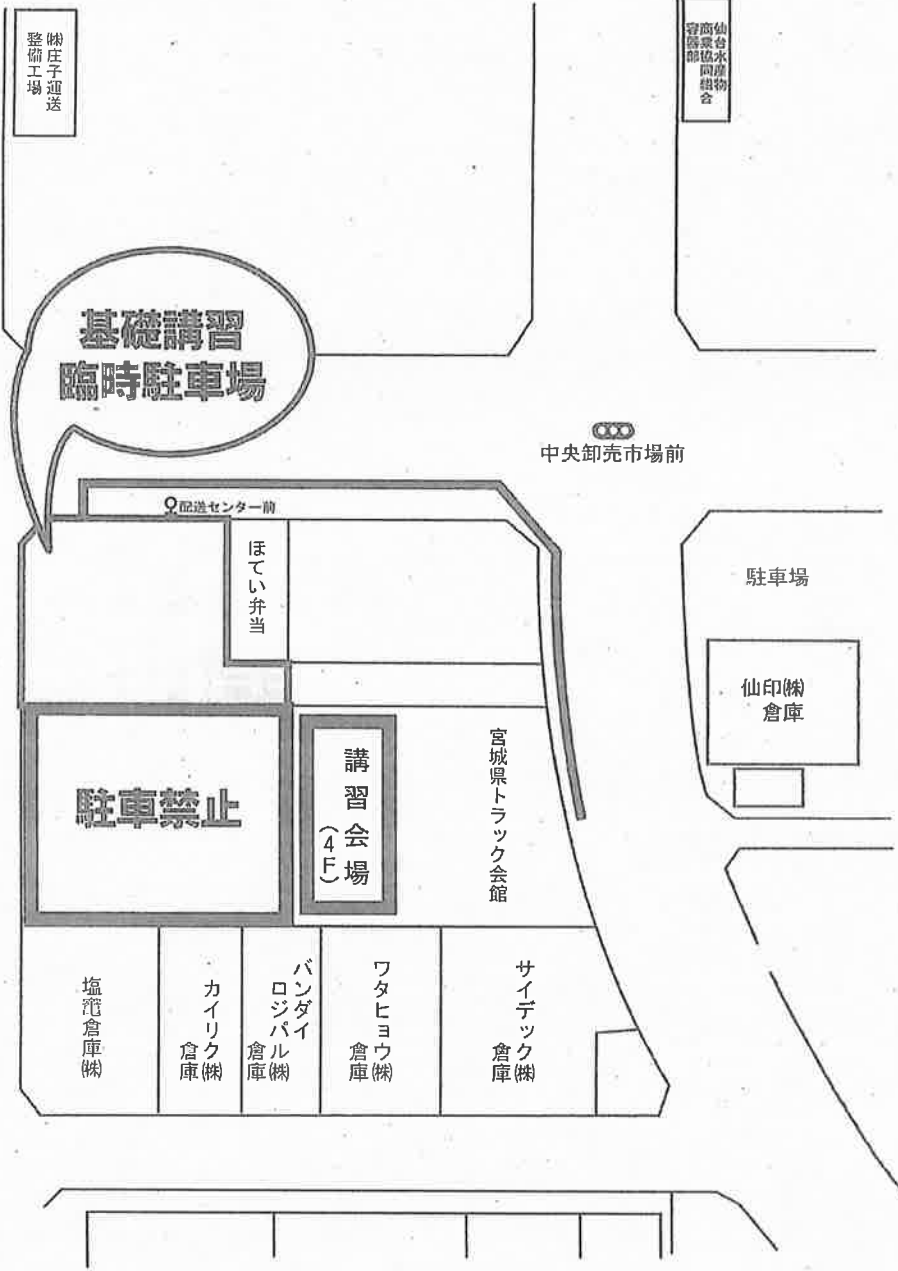 ㈱庄子運送
整備工場
仙台水産物
商業協同組合
容器部
基礎講習
臨時駐車場
中央卸売市場前
配送センター前
ほてい弁当
駐車場
仙印㈱
倉庫
駐車禁止
講習会場
(4F)
宮城県トラック会館
塩竈倉庫㈱
カイリク㈱
倉庫
バンダイ
ロジパル㈱
倉庫
ワタヒョウ㈱
倉庫
サイデック㈱
倉庫